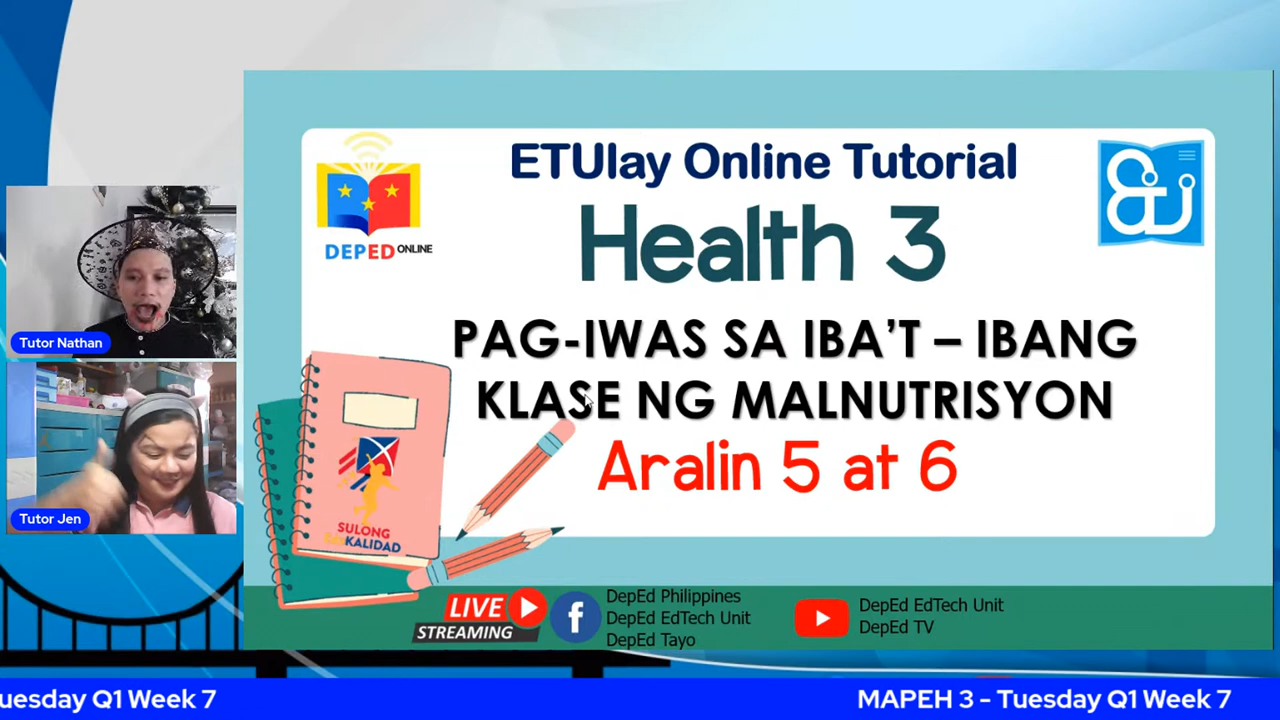 ETUlay Online Tutorial
DEPED ONLINE
Health 3
PAG-IWAS SA IBA'T – IBANG
KLASE NG MALNUTRISYON
Aralin 5 at 6
Tutor Nathan
Tutor Jen
SULONG
EduKALIDAD
LIVE
STREAMING
DepEd Philippines
DepEd EdTech Unit
DepEd Tayo
DepEd EdTech Unit
DepEd TV
uesday Q1 Week 7
MAPEH 3 - Tuesday Q1 Week 7